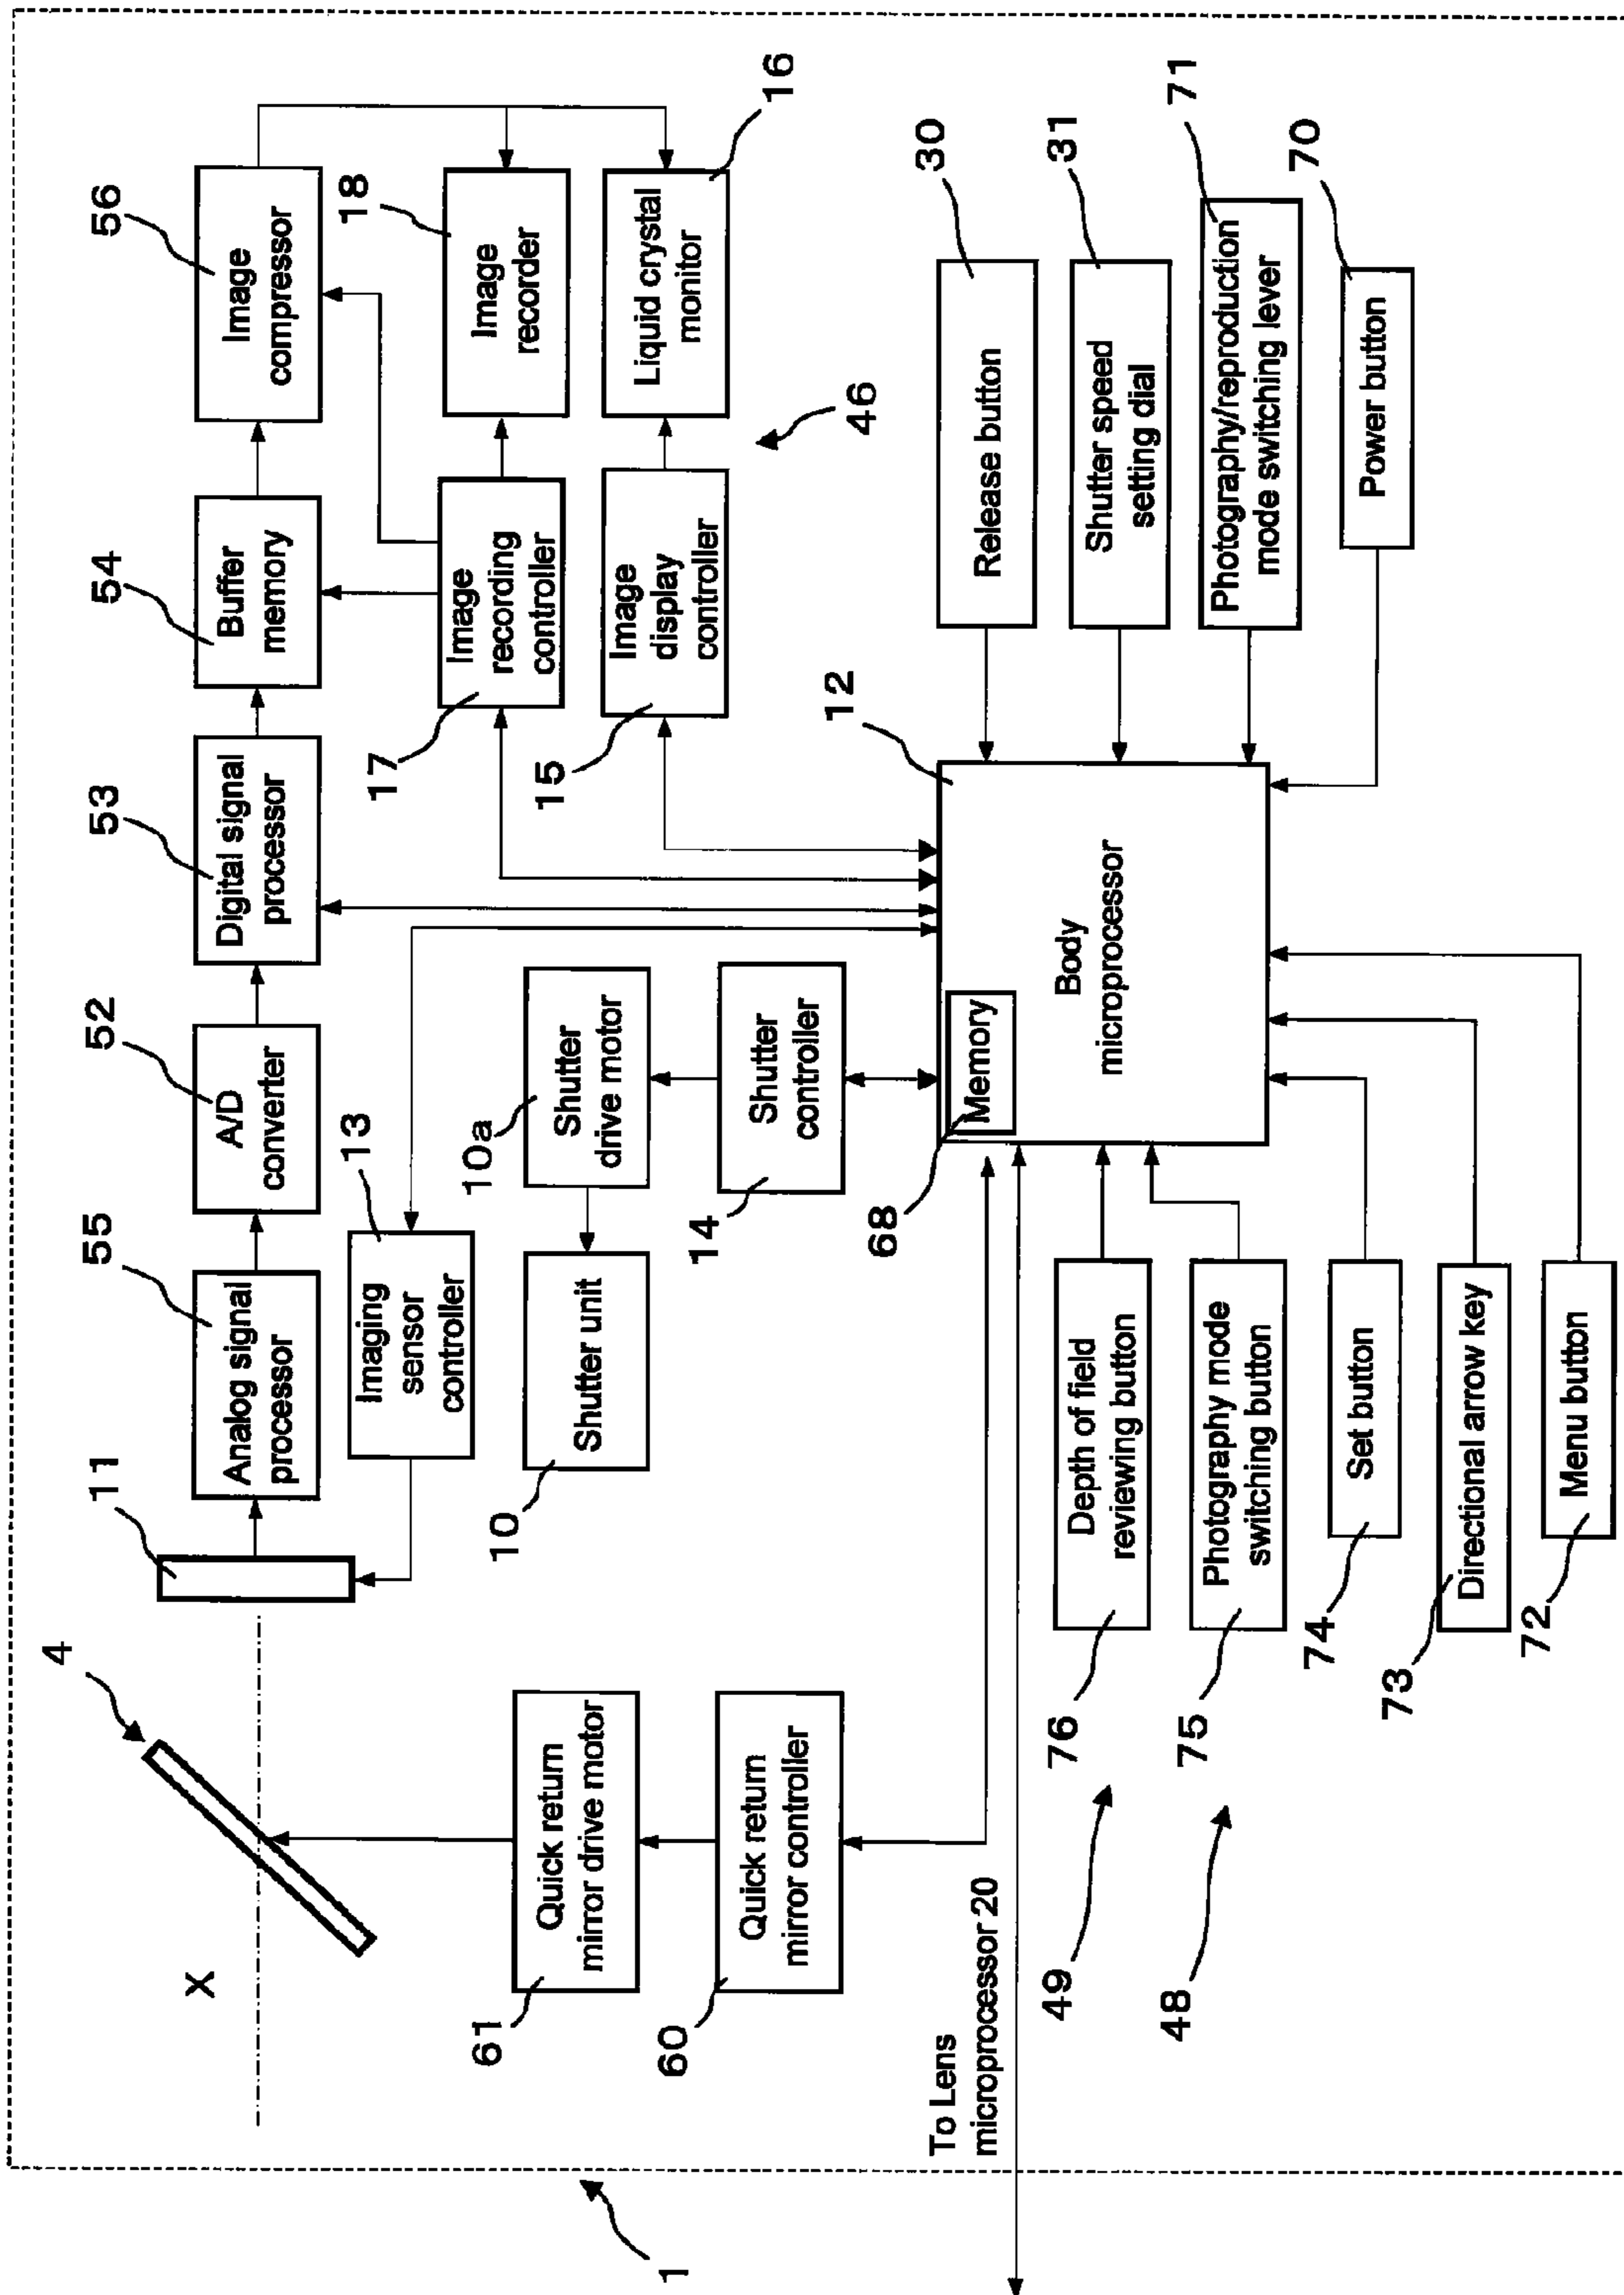 1
X
4
11
55
Analog signal
processor
52
A/D
converter
53
Digital signal
processor
54
Buffer
memory
56
Image
compressor
13
Imaging
sensor
controller
17
Image
recording
controller
18
Image
recorder
61
Quick return
mirror drive motor
10
Shutter unit
10a
Shutter
drive motor
15
Image
display
controller
16
Liquid crystal
monitor
46
60
Quick return
mirror controller
14
Shutter
controller
To Lens
microprocessor 20
68
Memory
12
Body
microprocessor
30
Release button
31
Shutter speed
setting dial
71
Photography/reproduction
mode switching lever
70
Power button
49
76
Depth of field
reviewing button
48
75
Photography mode
switching button
74
Set button
73
Directional arrow key
72
Menu button